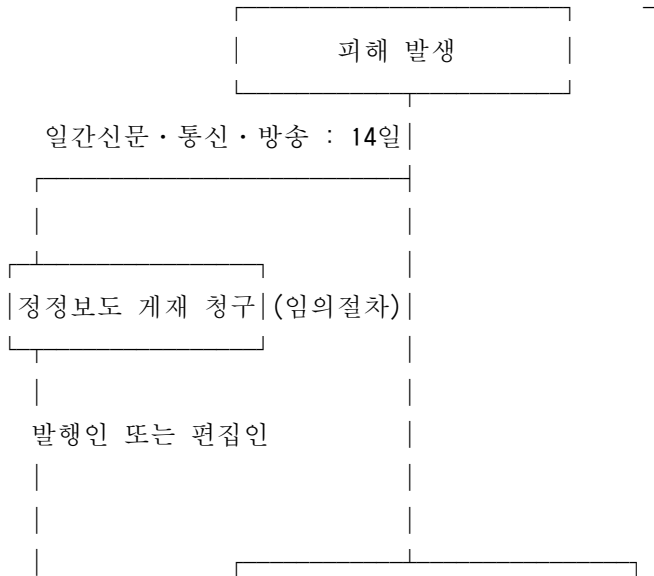 피해 발생
일간신문·통신·방송 : 14일
정정보도 게재 청구 (임의절차)
발행인 또는 편집인